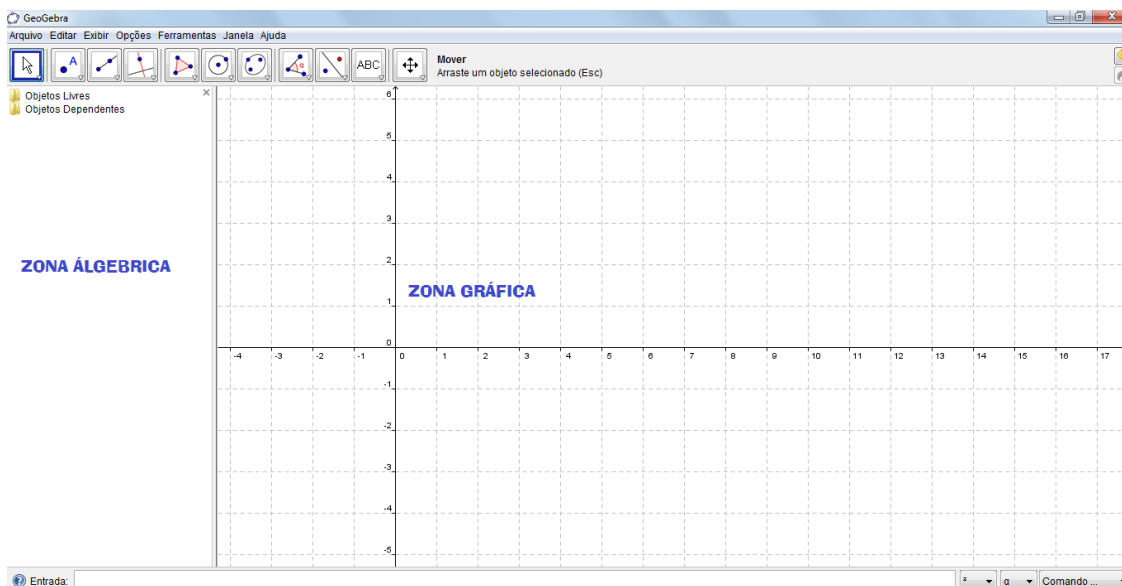 GeoGebra
Arquivo Editar Exibir Opções Ferramentas Janela Ajuda
A
α
ABC
Mover
Arraste um objeto selecionado (Esc)
Objetos Livres
Objetos Dependentes
ZONA ÁLGEBRICA
ZONA GRÁFICA
6
5
4
3
2
1
0
-4 -3 -2 -1 0 1 2 3 4 5 6 7 8 9 10 11 12 13 14 15 16 17
-1
-2
-3
-4
-5
Entrada:
² α Comando ...